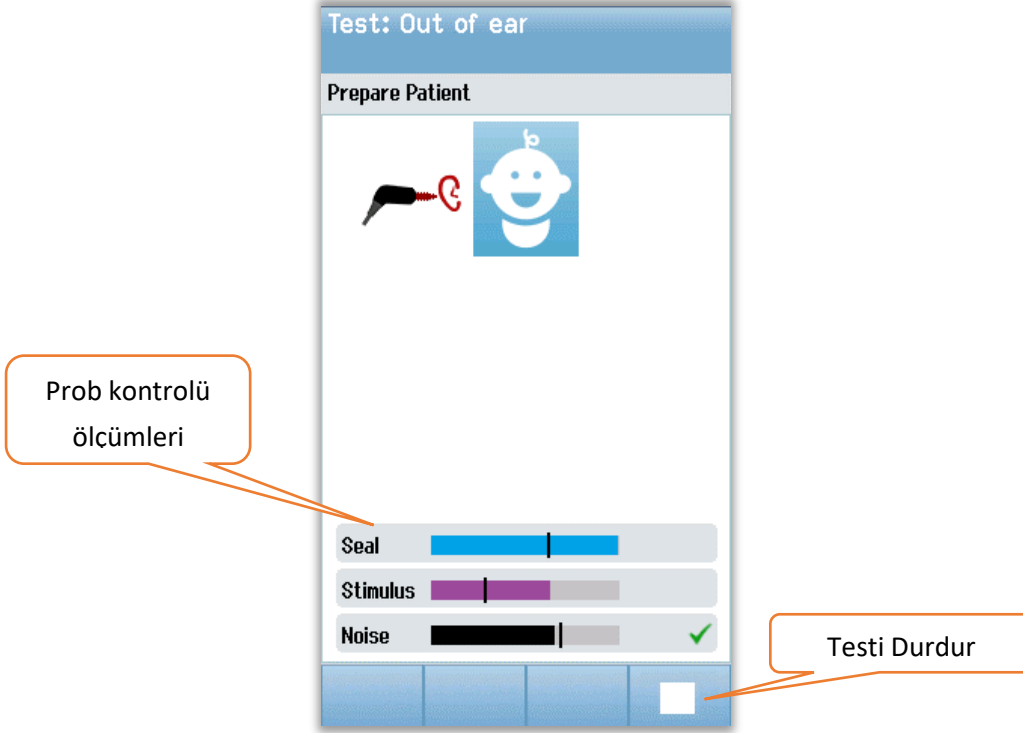 Test: Out of ear
Prepare Patient
Prob kontrolü
ölçümleri
Seal
Stimulus
Noise
Testi Durdur